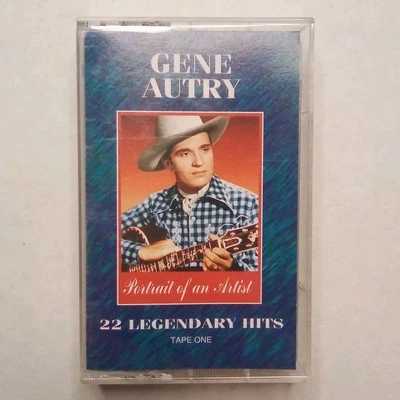 GENE
AUTRY
Portrait of an Artist
22 LEGENDARY HITS
TAPE ONE